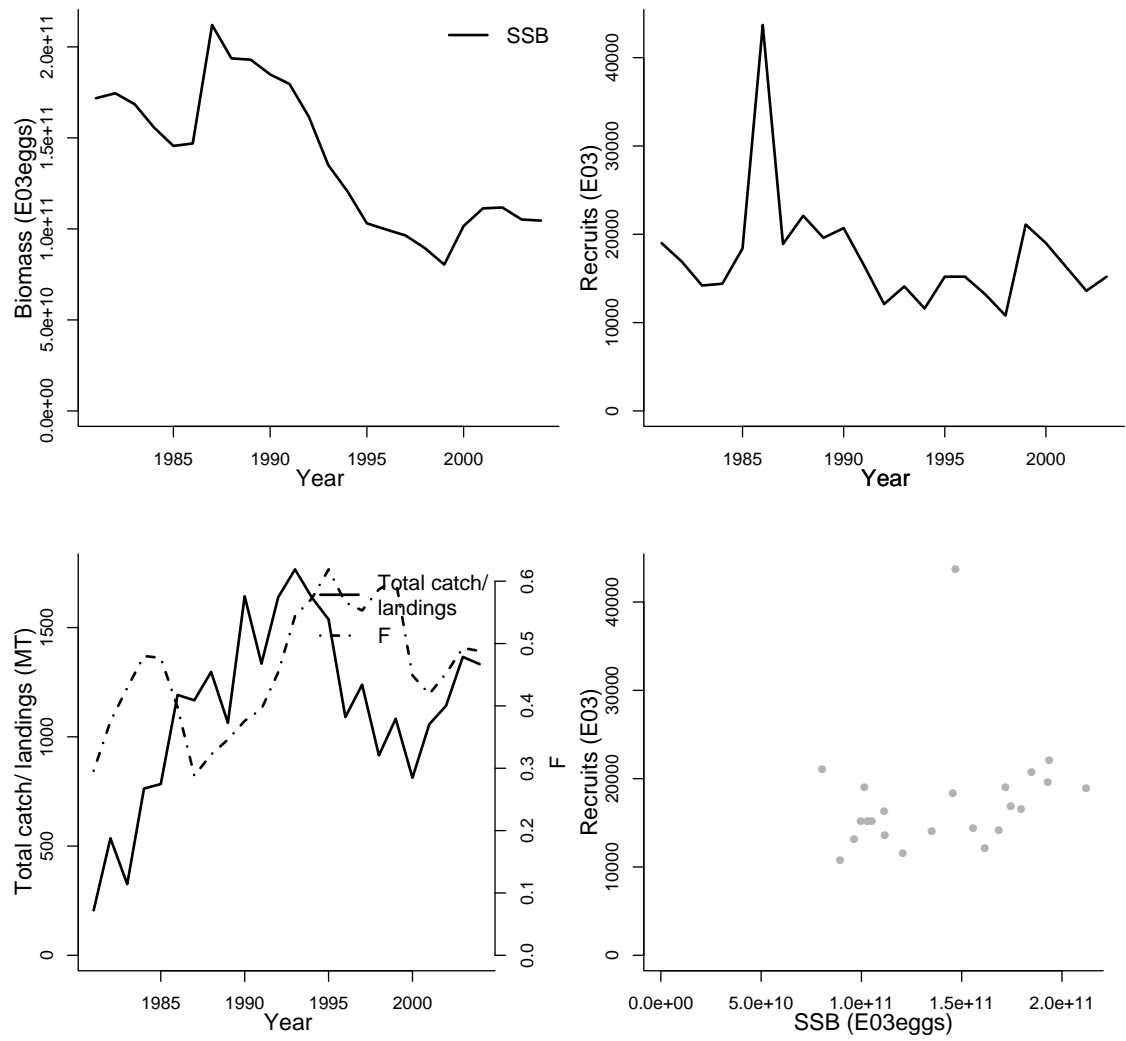 SSB
Biomass (E03eggs)
0.0e+00 5.0e+10 1.0e+11 1.5e+11 2.0e+11
1985 1990 1995 2000
Year
Recruits (E03)
0 10000 20000 30000 40000
1985 1990 1995 2000
Year
Total catch/
landings
F
Total catch/ landings (MT)
0 500 1000 1500
0.0 0.1 0.2 0.3 0.4 0.5 0.6
F
1985 1990 1995 2000
Year
Recruits (E03)
0 10000 20000 30000 40000
0.0e+00 5.0e+10 1.0e+11 1.5e+11 2.0e+11
SSB (E03eggs)